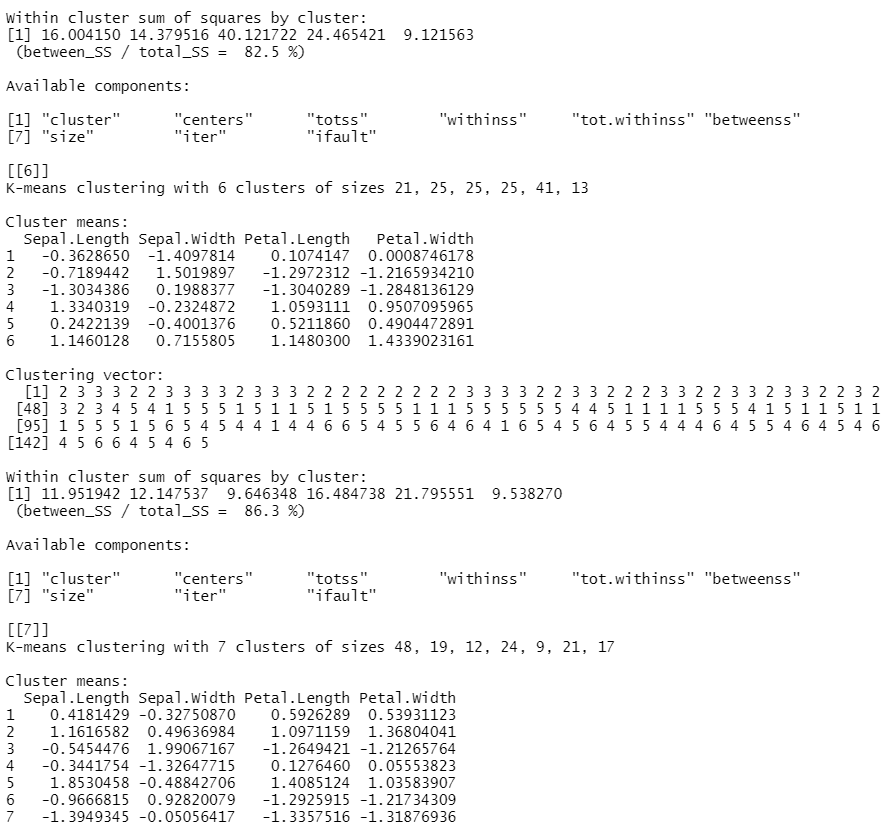 Within cluster sum of squares by cluster:
[1] 16.004150 14.379516 40.121722 24.465421  9.121563
 (between_SS / total_SS =  82.5 %)

Available components:

[1] "cluster"      "centers"      "totss"        "withinss"     "tot.withinss" "betweenss"
[7] "size"         "iter"         "ifault"

[[6]]
K-means clustering with 6 clusters of sizes 21, 25, 25, 25, 41, 13

Cluster means:
  Sepal.Length Sepal.Width Petal.Length   Petal.Width
1   -0.3628650  -1.4097814    0.1074147  0.0008746178
2   -0.7189442   1.5019897   -1.2972312 -1.2165934210
3   -1.3034386   0.1988377   -1.3040289 -1.2848136129
4    1.3340319  -0.2324872    1.0593111  0.9507095965
5    0.2422139  -0.4001376    0.5211860  0.4904472891
6    1.1460128   0.7155805    1.1480300  1.4339023161

Clustering vector:
  [1] 2 3 3 3 2 2 3 3 3 3 2 3 3 3 2 2 2 2 2 2 2 2 2 3 3 3 3 2 2 3 3 2 2 2 3 3 2 2 3 3 2 3 3 2 2 3 2
 [48] 3 2 3 4 5 4 1 5 5 5 1 5 1 1 5 1 5 5 5 5 1 1 1 5 5 5 5 5 5 4 4 5 1 1 1 1 5 5 5 4 1 5 1 1 5 1 1
 [95] 1 5 5 5 1 5 6 5 4 5 4 4 1 4 4 6 6 5 4 5 5 6 4 6 4 1 6 5 4 5 6 4 5 5 4 4 4 6 4 5 5 4 6 4 5 4 6
[142] 4 5 6 6 4 5 4 6 5

Within cluster sum of squares by cluster:
[1] 11.951942 12.147537  9.646348 16.484738 21.795551  9.538270
 (between_SS / total_SS =  86.3 %)

Available components:

[1] "cluster"      "centers"      "totss"        "withinss"     "tot.withinss" "betweenss"
[7] "size"         "iter"         "ifault"

[[7]]
K-means clustering with 7 clusters of sizes 48, 19, 12, 24, 9, 21, 17

Cluster means:
  Sepal.Length Sepal.Width Petal.Length Petal.Width
1    0.4181429 -0.32750870    0.5926289  0.53931123
2    1.1616582  0.49636984    1.0971159  1.36804041
3   -0.5454476  1.99067167   -1.2649421 -1.21265764
4   -0.3441754 -1.32647715    0.1276460  0.05553823
5    1.8530458 -0.48842706    1.4085124  1.03583907
6   -0.9666815  0.92820079   -1.2925915 -1.21734309
7   -1.3949345 -0.05056417   -1.3357516 -1.31876936